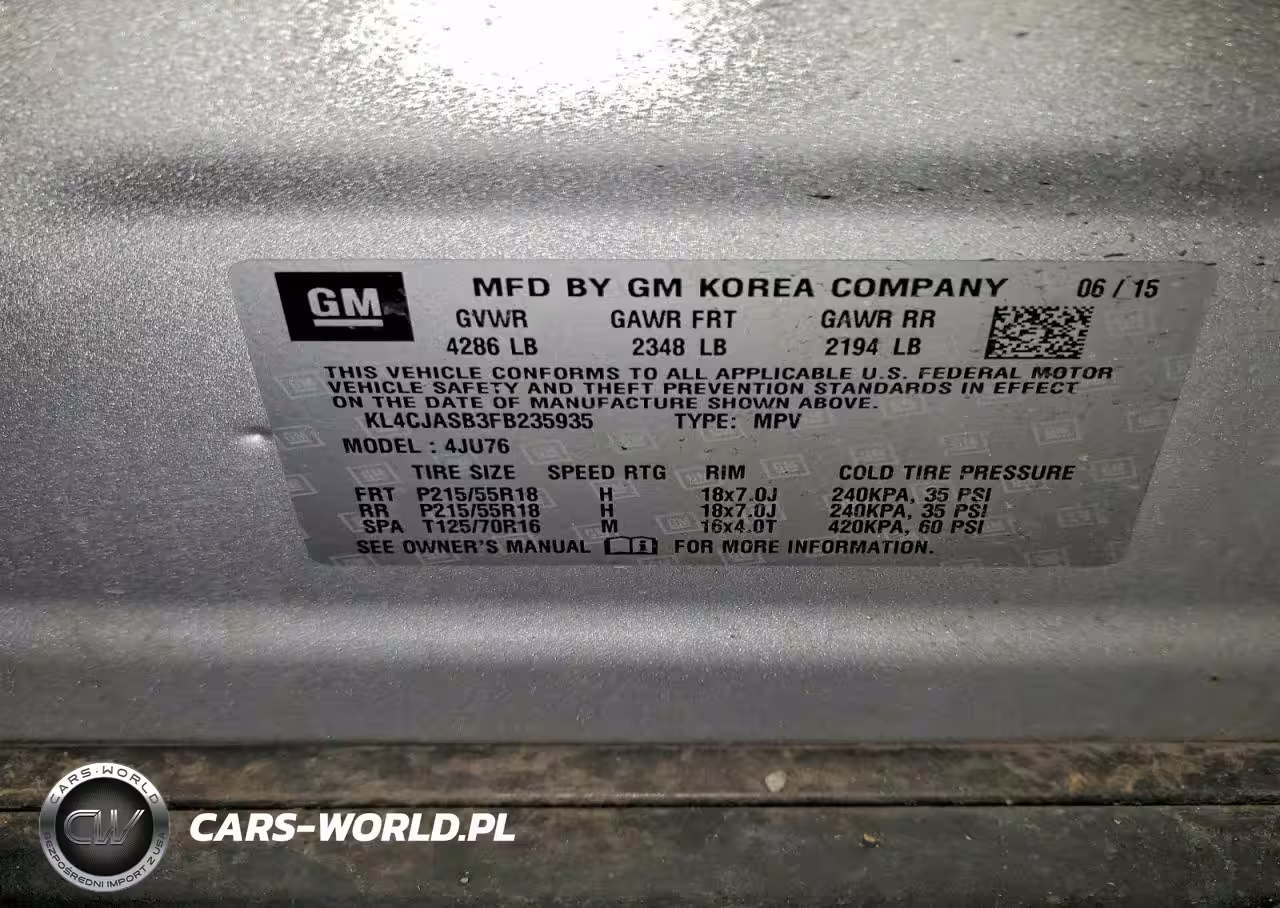 GM MFD BY GM KOREA COMPANY 06 / 15
GVWR GAWR FRT GAWR RR
4286 LB 2348 LB 2194 LB
THIS VEHICLE CONFORMS TO ALL APPLICABLE U.S. FEDERAL MOTOR
VEHICLE SAFETY AND THEFT PREVENTION STANDARDS IN EFFECT
ON THE DATE OF MANUFACTURE SHOWN ABOVE.
KL4CJASB3FB235935 TYPE: MPV
MODEL : 4JU76
TIRE SIZE SPEED RTG RIM COLD TIRE PRESSURE
FRT P215/55R18 H 18x7.0J 240KPA, 35 PSI
RR P215/55R18 H 18x7.0J 240KPA, 35 PSI
SPA T125/70R16 M 16x4.0T 420KPA, 60 PSI
SEE OWNER'S MANUAL FOR MORE INFORMATION.
CARS-WORLD
CW
BEZPOŚREDNI IMPORT Z USA
CARS-WORLD.PL